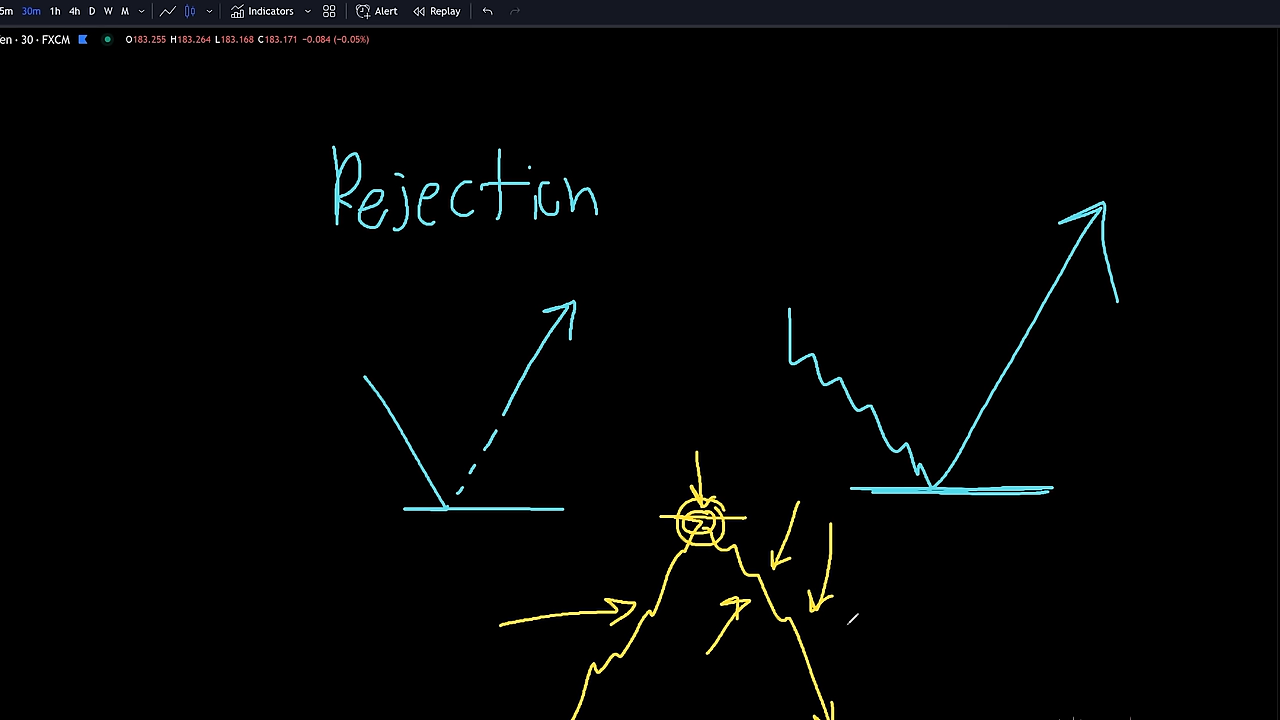 5m 30m 1h 4h D W M Indicators Alert Replay
en · 30 · FXCM O183.255 H183.264 L183.168 C183.171 −0.084 (−0.05%)
Rejection